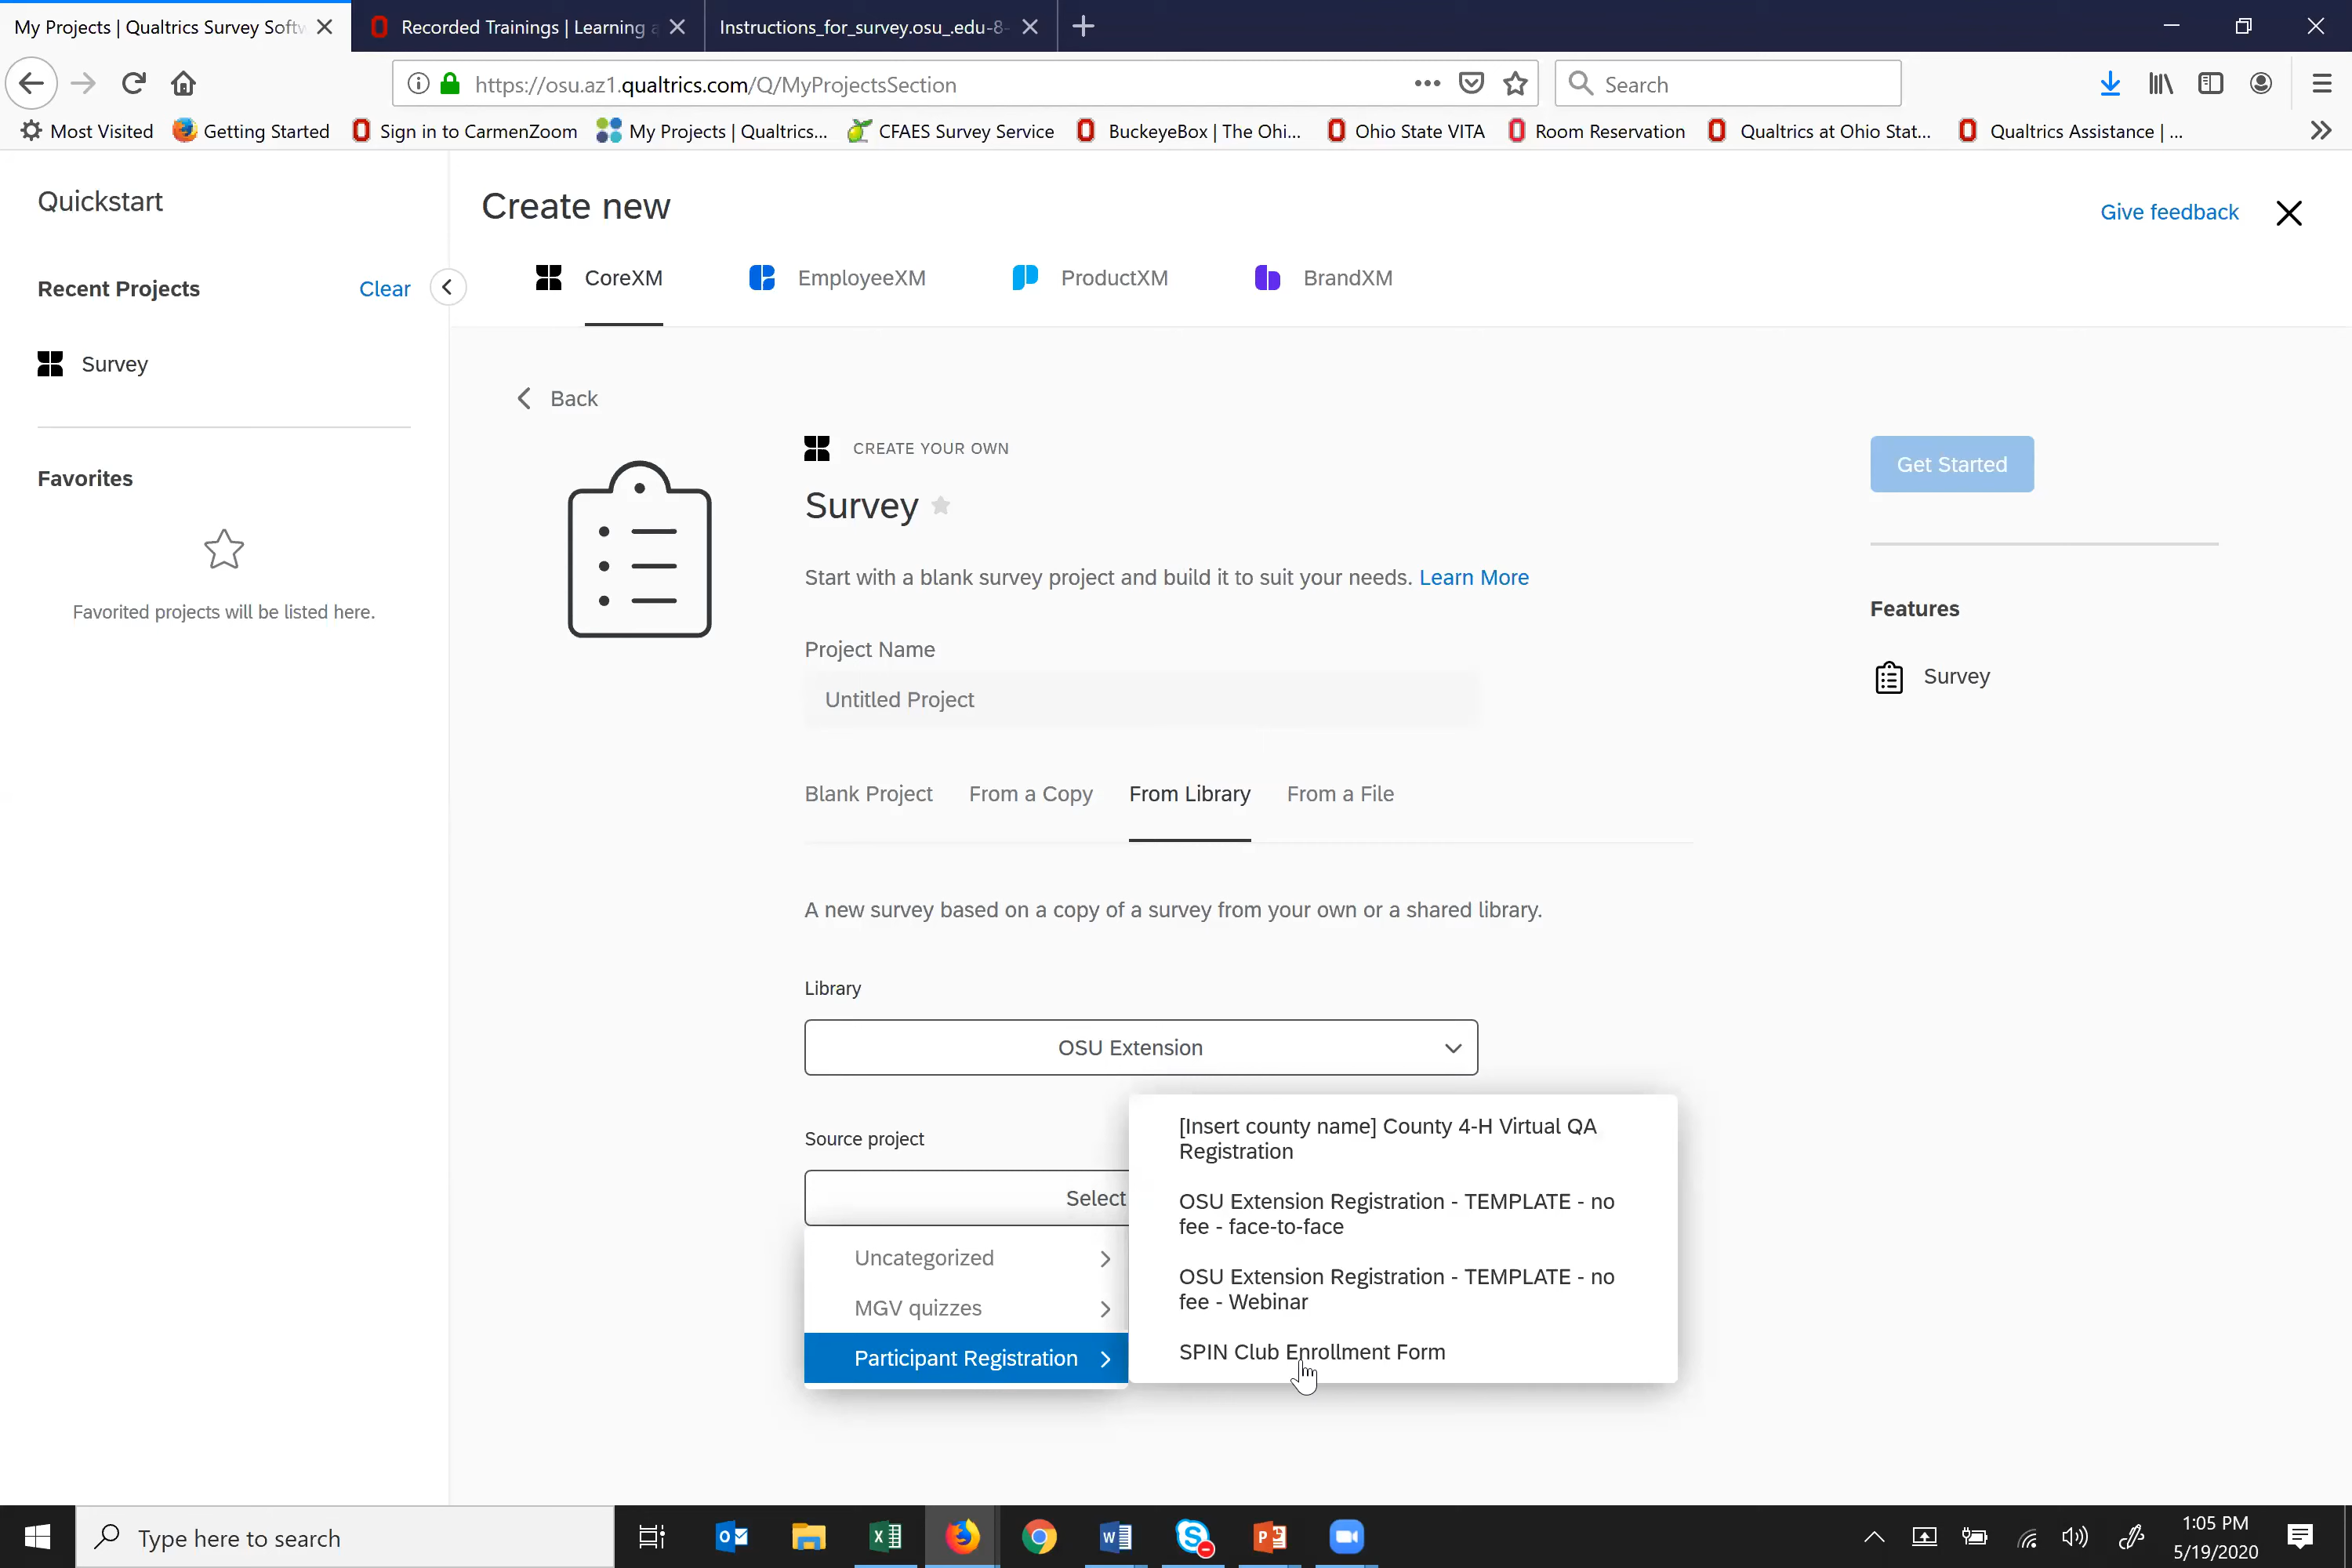 My Projects | Qualtrics Survey Softw
Recorded Trainings | Learning a
Instructions_for_survey.osu_.edu-8-
https://osu.az1.qualtrics.com/Q/MyProjectsSection
Search
Most Visited
Getting Started
Sign in to CarmenZoom
My Projects | Qualtrics...
CFAES Survey Service
BuckeyeBox | The Ohi...
Ohio State VITA
Room Reservation
Qualtrics at Ohio Stat...
Qualtrics Assistance | ...
Quickstart
Recent Projects
Clear
Survey
Favorites
Favorited projects will be listed here.
Create new
Give feedback
CoreXM
EmployeeXM
ProductXM
BrandXM
Back
CREATE YOUR OWN
Survey
Start with a blank survey project and build it to suit your needs. Learn More
Get Started
Features
Survey
Project Name
Untitled Project
Blank Project
From a Copy
From Library
From a File
A new survey based on a copy of a survey from your own or a shared library.
Library
OSU Extension
Source project
Select
Uncategorized
MGV quizzes
Participant Registration
[Insert county name] County 4-H Virtual QA
Registration
OSU Extension Registration - TEMPLATE - no
fee - face-to-face
OSU Extension Registration - TEMPLATE - no
fee - Webinar
SPIN Club Enrollment Form
Type here to search
1:05 PM
5/19/2020